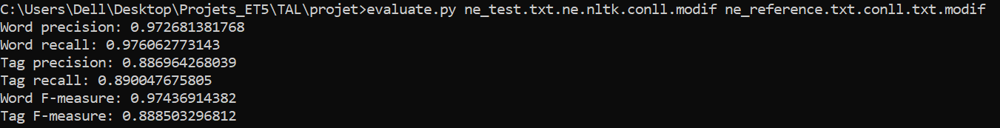 C:\Users\Dell\Desktop\Projets_ET5\TAL\projet>evaluate.py ne_test.txt.ne.nltk.conll.modif ne_reference.txt.conll.txt.modif
Word precision: 0.972681381768
Word recall: 0.976062773143
Tag precision: 0.886964268039
Tag recall: 0.890047675805
Word F-measure: 0.97436914382
Tag F-measure: 0.888503296812